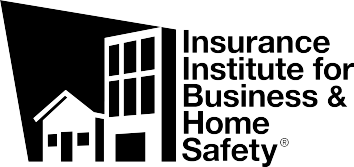 Insurance
Institute for
Business &
Home
Safety®